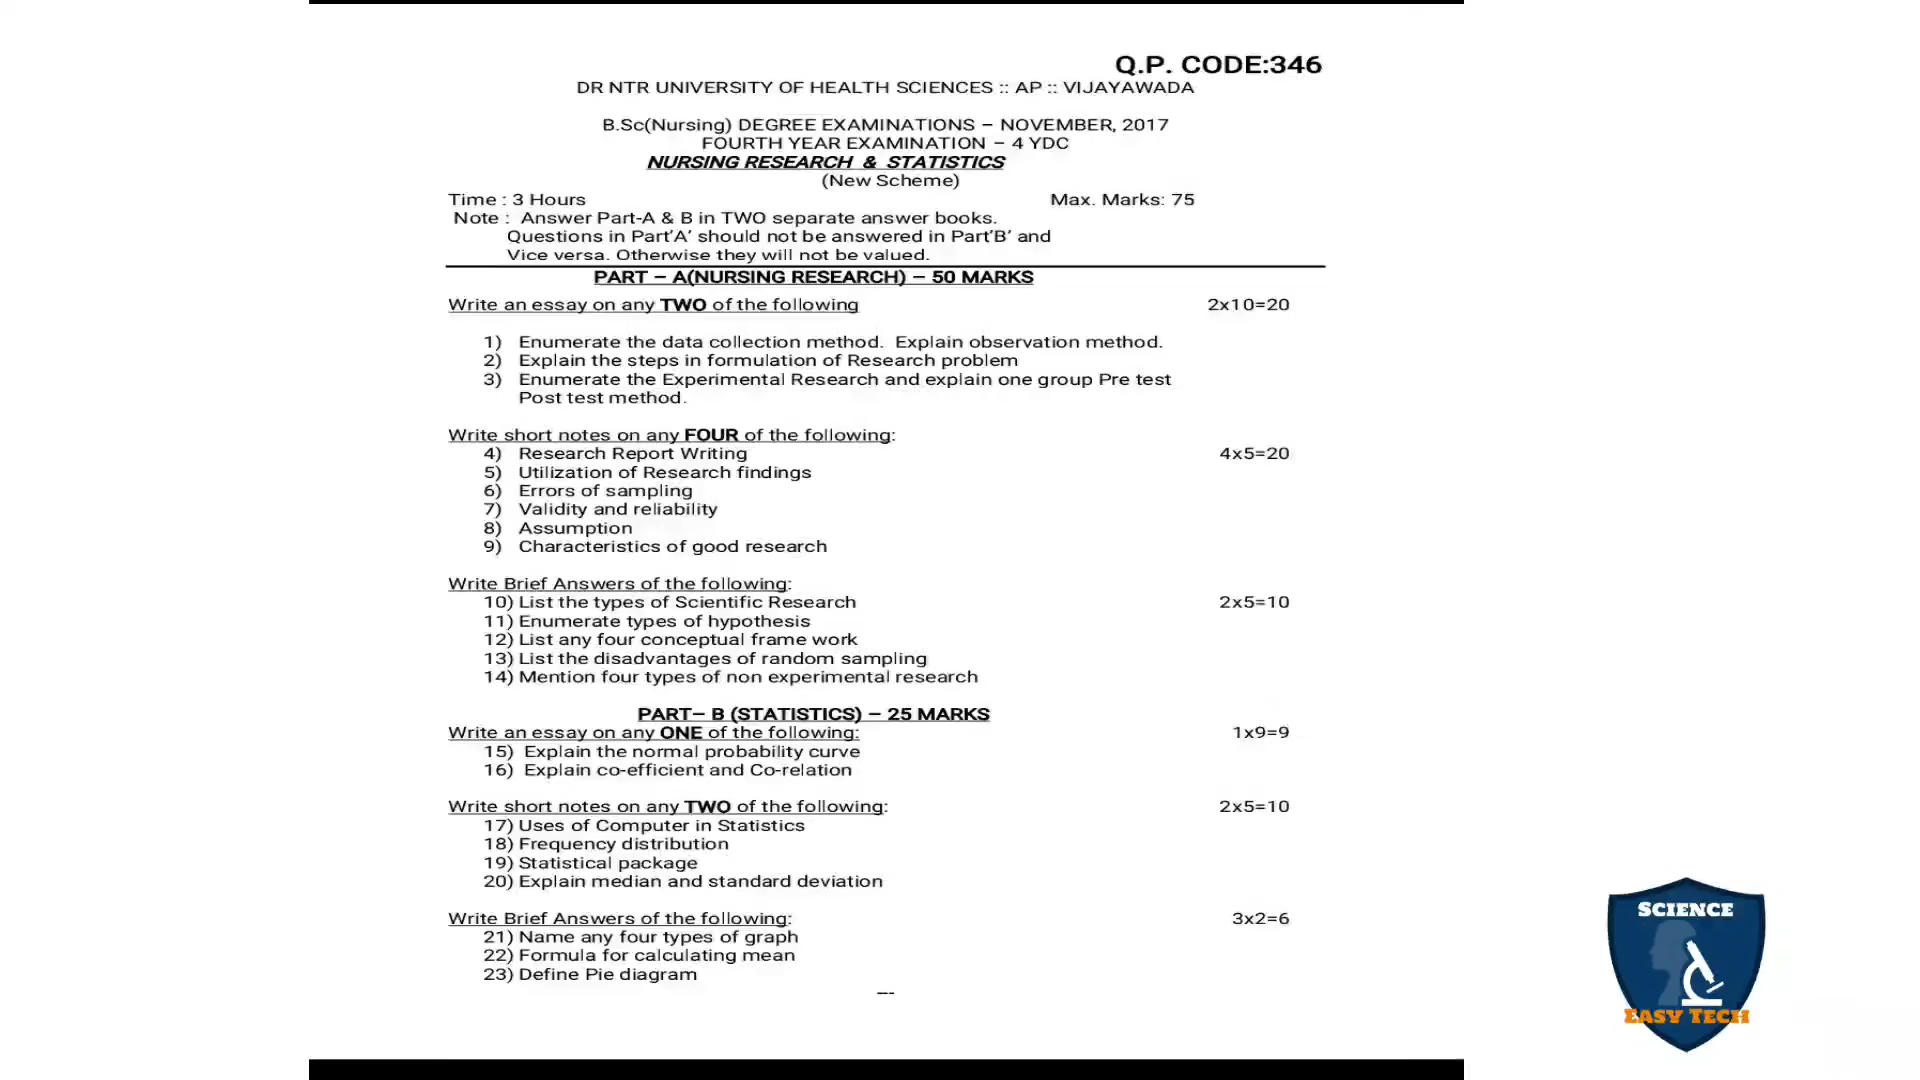 Q.P. CODE:346
DR NTR UNIVERSITY OF HEALTH SCIENCES :: AP :: VIJAYAWADA
B.Sc(Nursing) DEGREE EXAMINATIONS – NOVEMBER, 2017
FOURTH YEAR EXAMINATION – 4 YDC
NURSING RESEARCH & STATISTICS
(New Scheme)
Time : 3 Hours Max. Marks: 75
Note : Answer Part-A & B in TWO separate answer books.
Questions in Part’A’ should not be answered in Part’B’ and
Vice versa. Otherwise they will not be valued.
PART – A(NURSING RESEARCH) – 50 MARKS
Write an essay on any TWO of the following 2x10=20
1) Enumerate the data collection method. Explain observation method.
2) Explain the steps in formulation of Research problem
3) Enumerate the Experimental Research and explain one group Pre test
Post test method.
Write short notes on any FOUR of the following:
4) Research Report Writing 4x5=20
5) Utilization of Research findings
6) Errors of sampling
7) Validity and reliability
8) Assumption
9) Characteristics of good research
Write Brief Answers of the following:
10) List the types of Scientific Research 2x5=10
11) Enumerate types of hypothesis
12) List any four conceptual frame work
13) List the disadvantages of random sampling
14) Mention four types of non experimental research
PART– B (STATISTICS) – 25 MARKS
Write an essay on any ONE of the following: 1x9=9
15) Explain the normal probability curve
16) Explain co-efficient and Co-relation
Write short notes on any TWO of the following: 2x5=10
17) Uses of Computer in Statistics
18) Frequency distribution
19) Statistical package
20) Explain median and standard deviation
Write Brief Answers of the following: 3x2=6
21) Name any four types of graph
22) Formula for calculating mean
23) Define Pie diagram
---
SCIENCE
EASY TECH